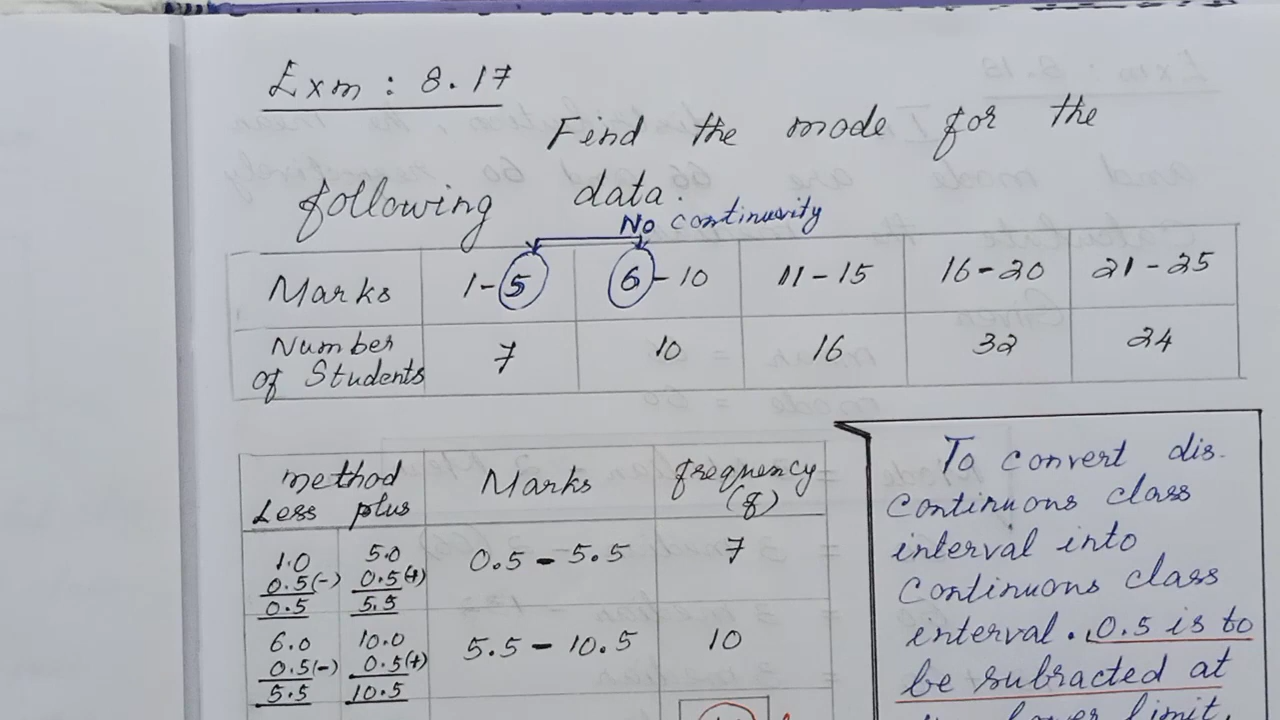 Exm : 8.17
Find the mode for the
following data.
No continuity
Marks 1-5 6-10 11-15 16-20 21-25
Number of Students 7 10 16 32 24
method Marks frequency (f)
Less plus
1.0 5.0 0.5 - 5.5 7
0.5(-) 0.5(+)
0.5 5.5
6.0 10.0 5.5 - 10.5 10
0.5(-) 0.5(+)
5.5 10.5
To convert dis-
continuous class
interval into
continuous class
interval. 0.5 is to
be subracted at
lower limit.